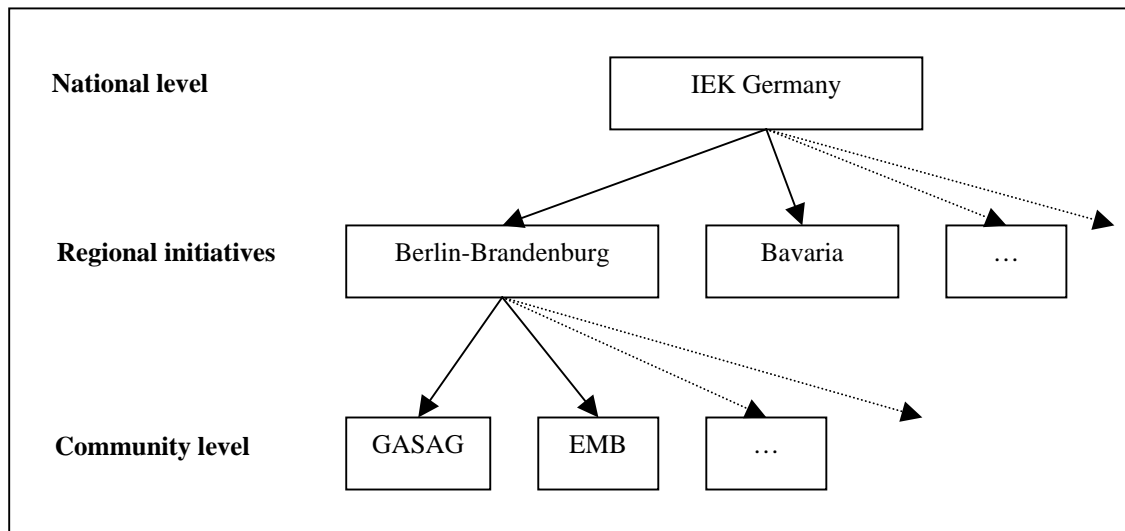 National level
IEK Germany
Regional initiatives
Berlin-Brandenburg
Bavaria
…
Community level
GASAG
EMB
…